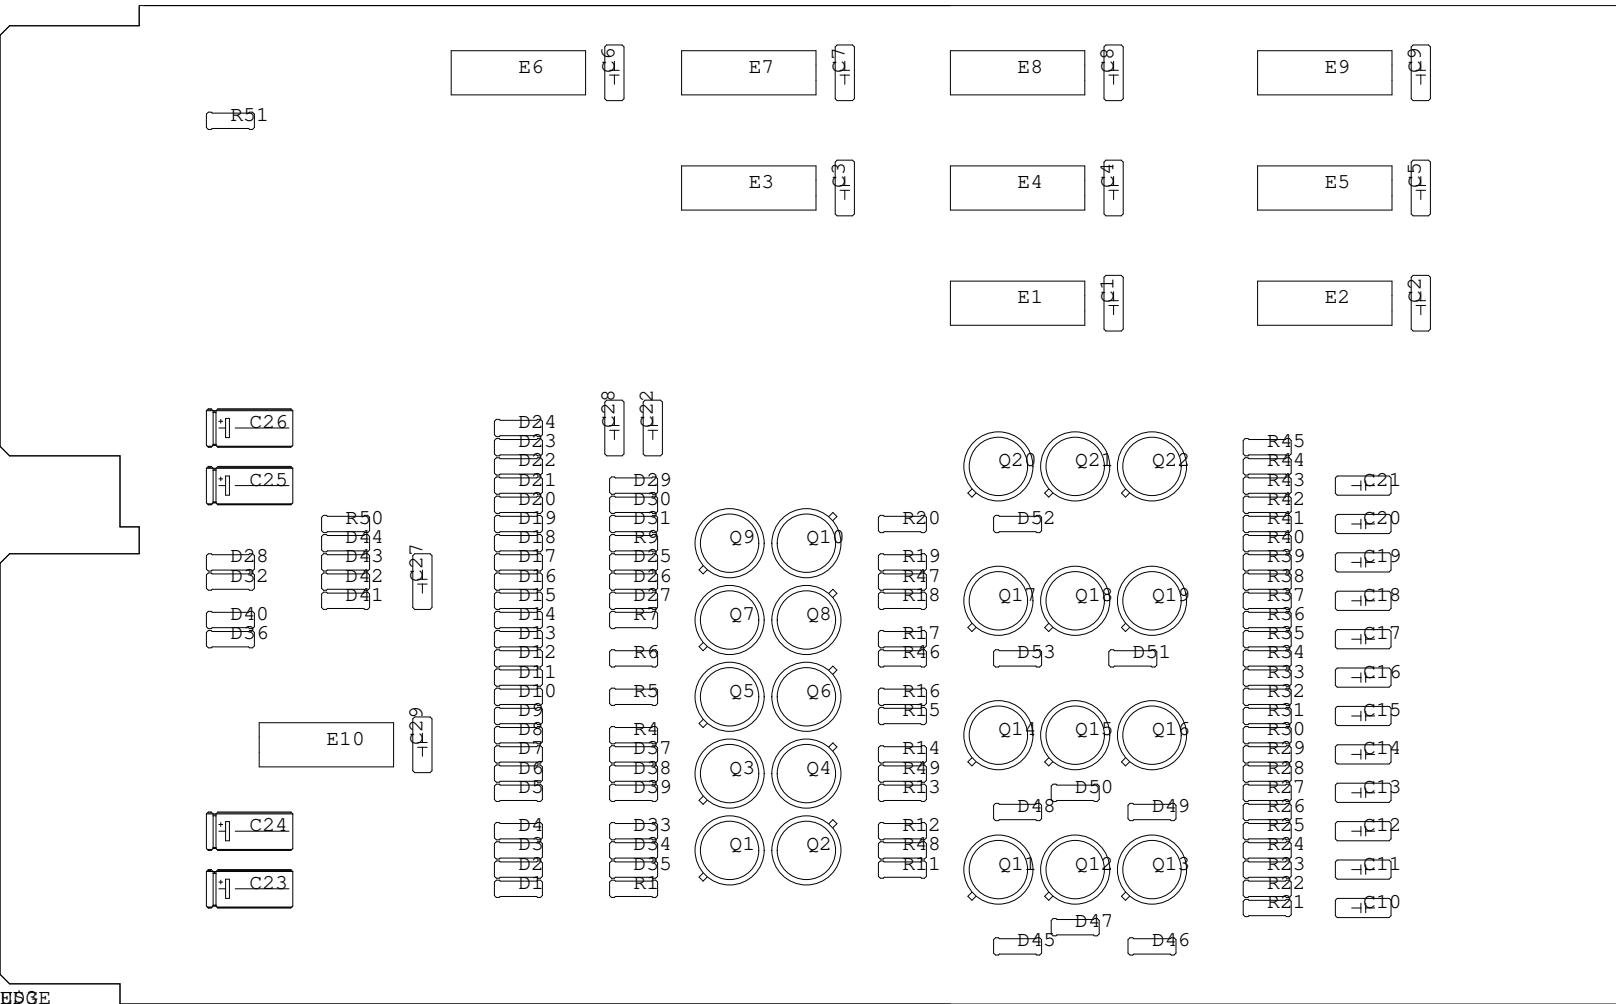 E6 C6 E7 C7 E8 C8 E9 C9
R51
E3 C3 E4 C4 E5 C5
E1 C1 E2 C2
C26 D24 C28 C22
D23 R45
D22 Q20 Q21 Q22 R44
C25 D21 D29 R43 C21
D20 D30 R42
R50 D19 D31 R20 D52 R41 C20
D44 D18 R9 Q9 Q10 R40
D28 D43 C27 D17 D25 R19 R39 C19
D32 D42 D16 D26 R47 R38
D41 D15 D27 R18 Q17 Q18 Q19 R37 C18
D40 D14 R7 Q7 Q8 R36
D36 D13 R17 R35 C17
D12 R6 R46 D53 D51 R34
D11 R33 C16
D10 R5 Q5 Q6 R16 R32
D9 R15 R31 C15
E10 C29 D8 R4 Q14 Q15 Q16 R30
D7 D37 R14 R29 C14
D6 D38 Q3 Q4 R49 R28
D5 D39 R13 D50 R27 C13
D48 D49 R26
C24 D4 D33 R12 R25 C12
D3 D34 Q1 Q2 R48 R24
D2 D35 R11 Q11 Q12 Q13 R23 C11
C23 D1 R1 R22
R21 C10
D47
D45 D46
EDGE